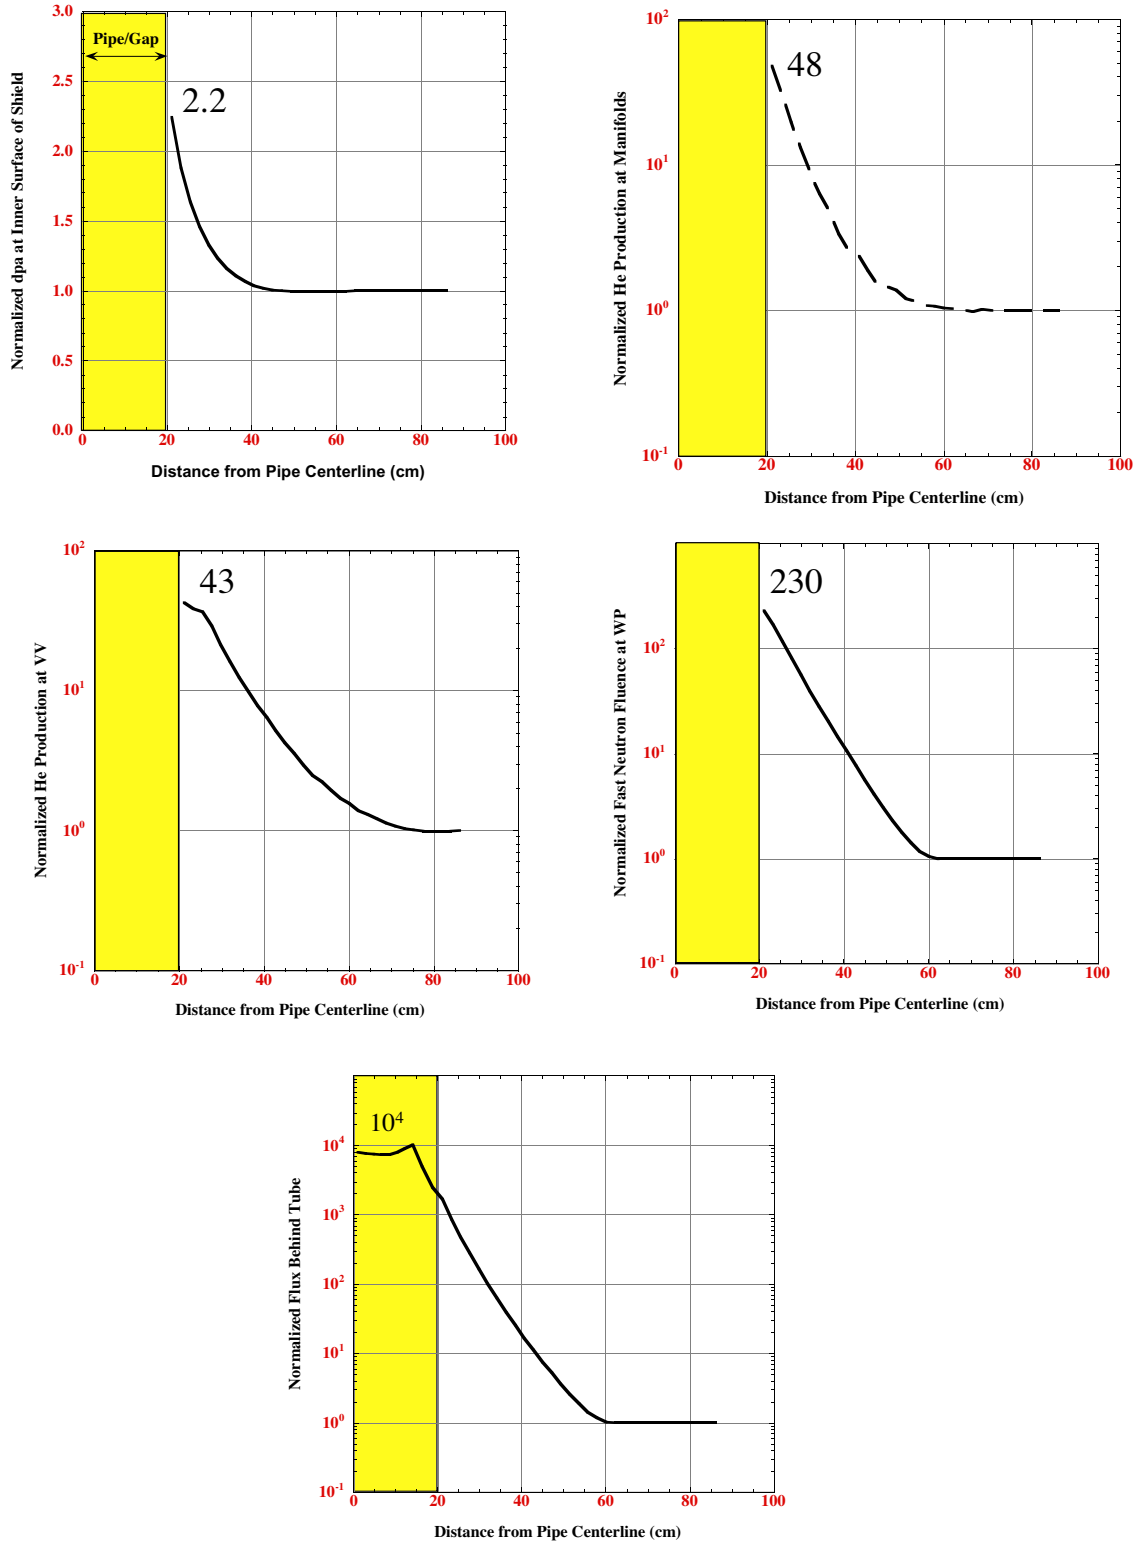 Normalized dpa at Inner Surface of Shield
3.0
2.5
2.0
1.5
1.0
0.5
0.0
Pipe/Gap
2.2
0 20 40 60 80 100
Distance from Pipe Centerline (cm)
Normalized He Production at Manifolds
10²
10¹
10⁰
10⁻¹
48
0 20 40 60 80 100
Distance from Pipe Centerline (cm)
Normalized He Production at VV
10²
10¹
10⁰
10⁻¹
43
0 20 40 60 80 100
Distance from Pipe Centerline (cm)
Normalized Fast Neutron Fluence at WP
10²
10¹
10⁰
10⁻¹
230
0 20 40 60 80 100
Distance from Pipe Centerline (cm)
Normalized Flux Behind Tube
10⁴
10³
10²
10¹
10⁰
10⁻¹
10⁴
0 20 40 60 80 100
Distance from Pipe Centerline (cm)